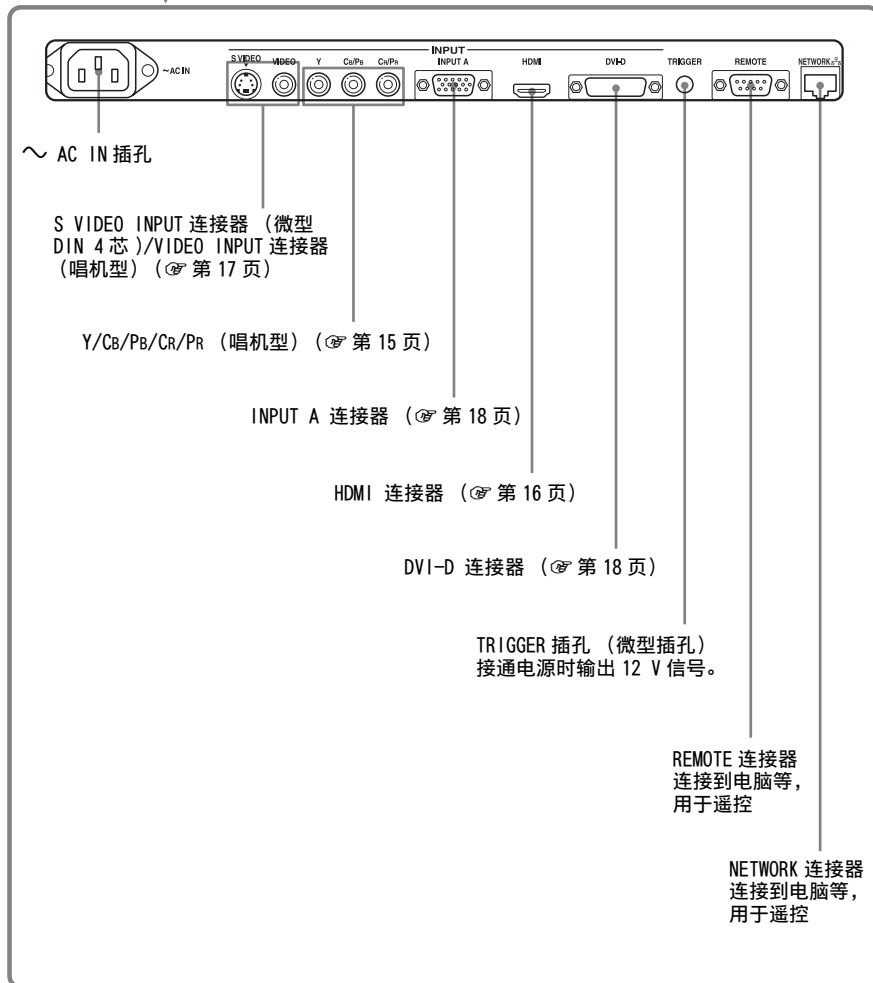 INPUT
S VIDEO VIDEO Y CB/PB CR/PR INPUT A HDMI DVI-D TRIGGER REMOTE NETWORK
~AC IN
～ AC IN 插孔
S VIDEO INPUT 连接器 （微型
DIN 4 芯 )/VIDEO INPUT 连接器
（唱机型）（☞ 第 17 页）
Y/CB/PB/CR/PR （唱机型）（☞ 第 15 页）
INPUT A 连接器 （☞ 第 18 页）
HDMI 连接器 （☞ 第 16 页）
DVI-D 连接器 （☞ 第 18 页）
TRIGGER 插孔 （微型插孔）
接通电源时输出 12 V 信号。
REMOTE 连接器
连接到电脑等，
用于遥控
NETWORK 连接器
连接到电脑等，
用于遥控